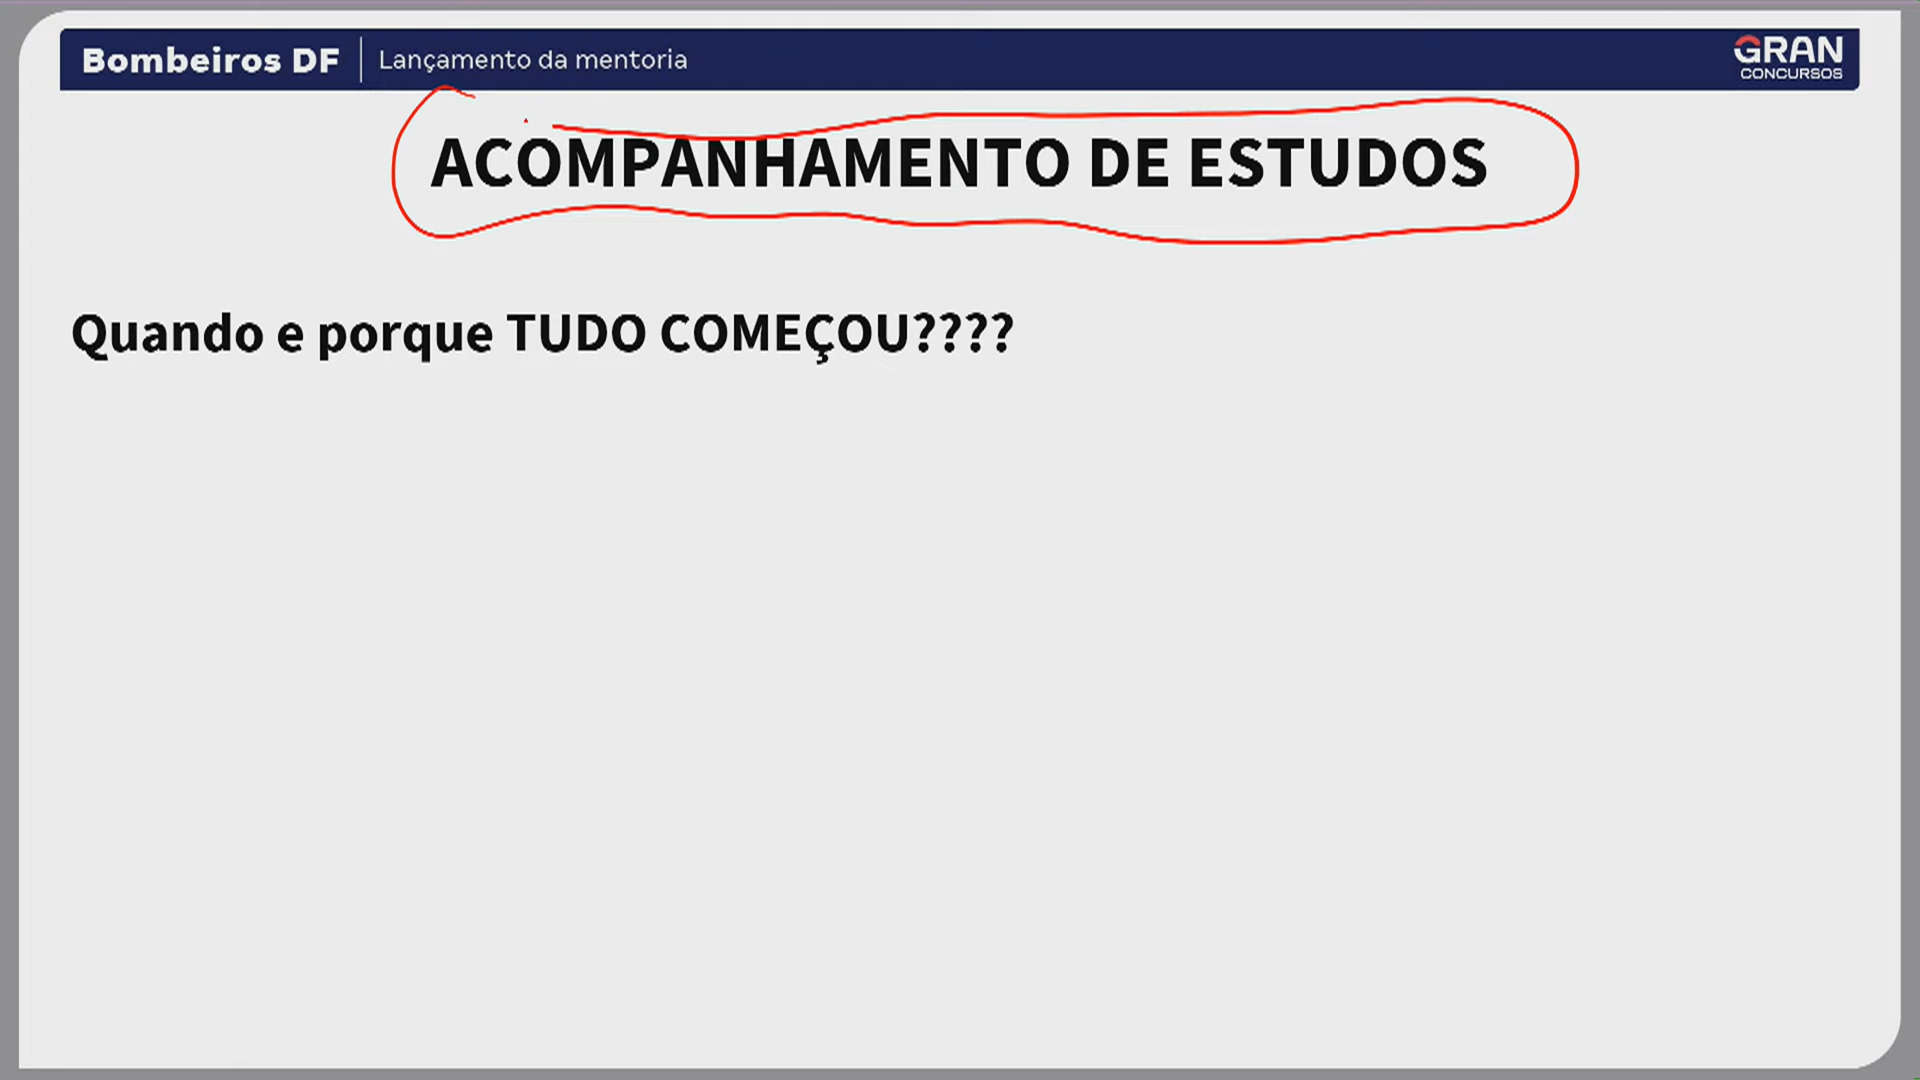 Bombeiros DF
Lançamento da mentoria
GRAN
CONCURSOS
ACOMPANHAMENTO DE ESTUDOS
Quando e porque TUDO COMEÇOU????